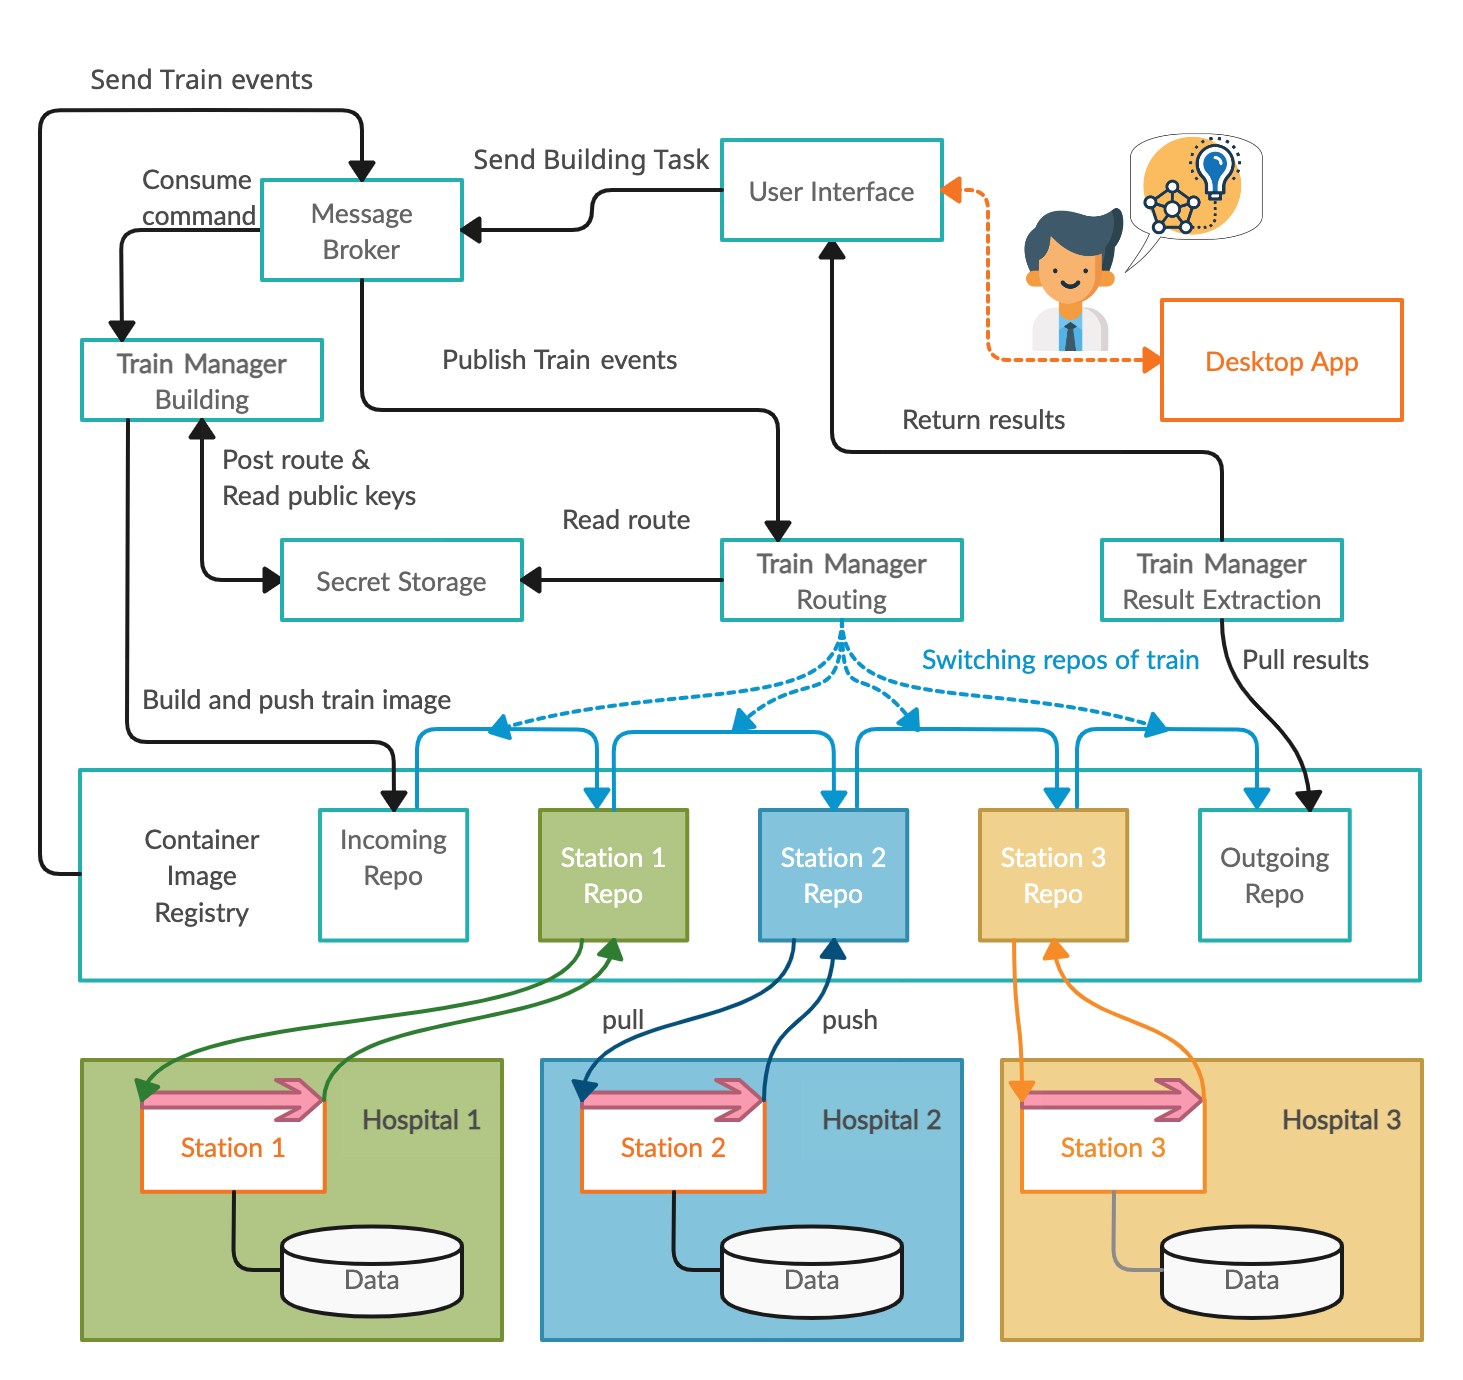 Send Train events
Send Building Task
Consume
command
Message
Broker
User Interface
Train Manager
Building
Publish Train events
Desktop App
Return results
Post route &
Read public keys
Read route
Secret Storage
Train Manager
Routing
Train Manager
Result Extraction
Switching repos of train
Pull results
Build and push train image
Container
Image
Registry
Incoming
Repo
Station 1
Repo
Station 2
Repo
Station 3
Repo
Outgoing
Repo
pull
push
Hospital 1
Station 1
Data
Hospital 2
Station 2
Data
Hospital 3
Station 3
Data